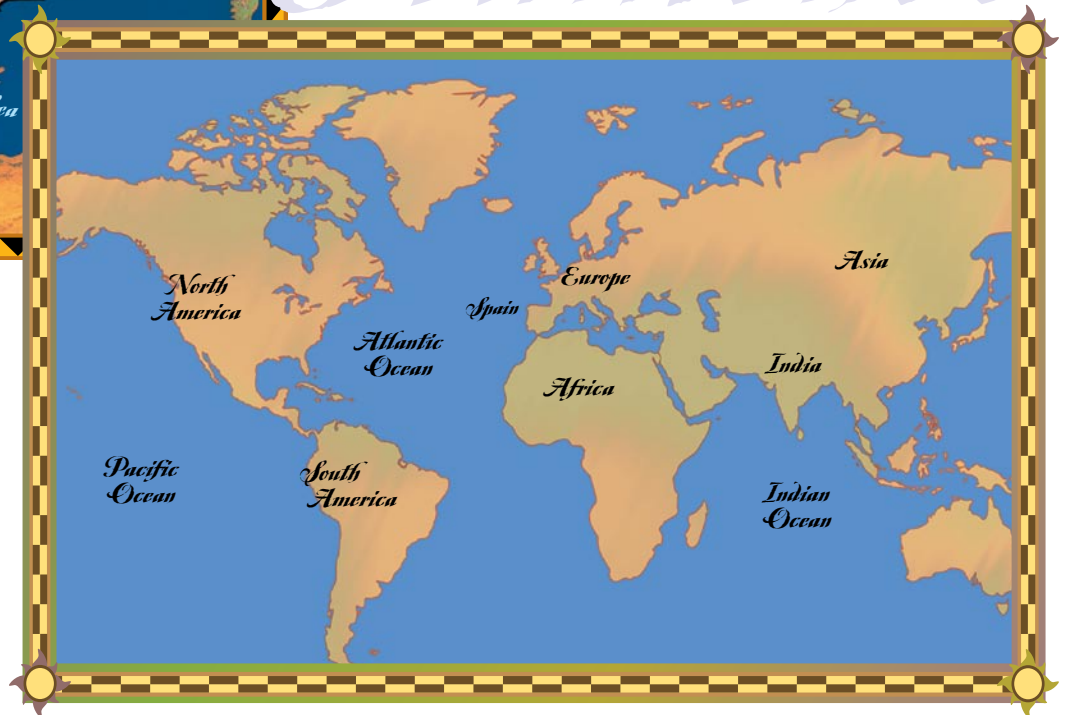 North
America
Atlantic
Ocean
Spain
Europe
Asia
India
Africa
Pacific
Ocean
South
America
Indian
Ocean